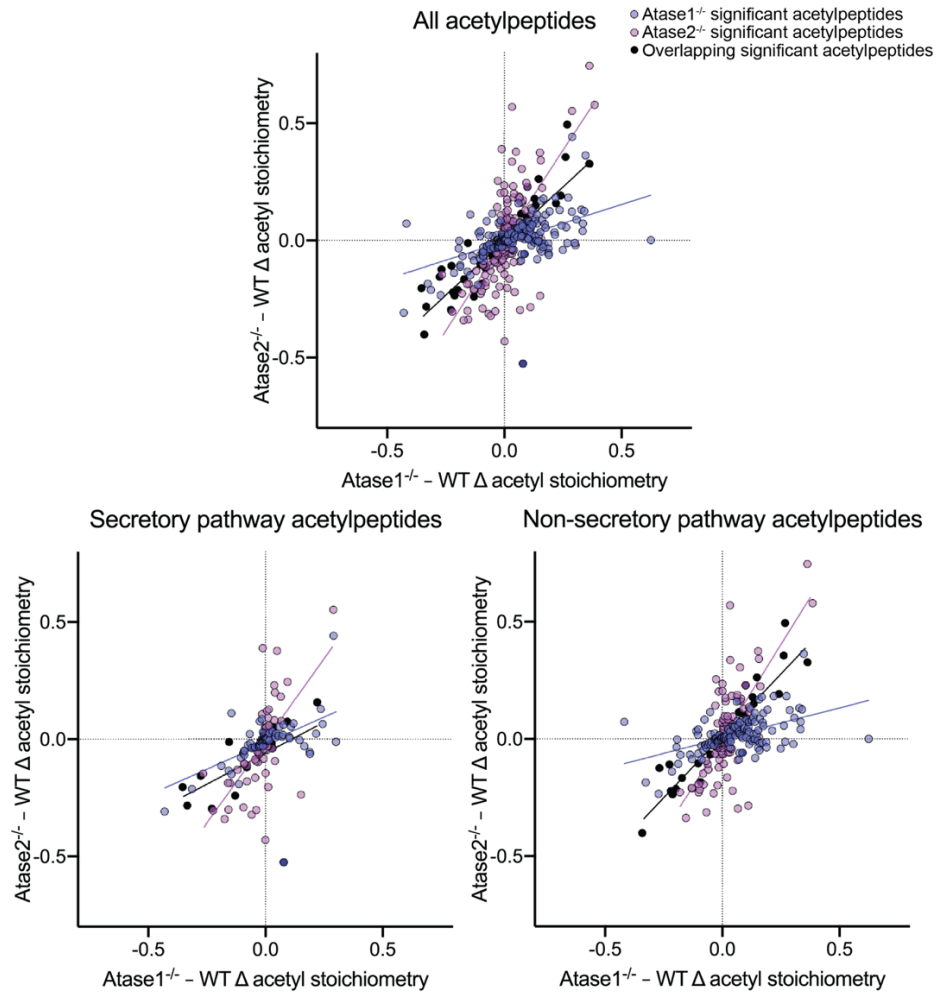 All acetylpeptides
Atase1-/- significant acetylpeptides
Atase2-/- significant acetylpeptides
Overlapping significant acetylpeptides
Atase2-/- – WT Δ acetyl stoichiometry
0.5
0.0
-0.5
-0.5 0.0 0.5
Atase1-/- – WT Δ acetyl stoichiometry
Secretory pathway acetylpeptides
Atase2-/- – WT Δ acetyl stoichiometry
0.5
0.0
-0.5
-0.5 0.0 0.5
Atase1-/- – WT Δ acetyl stoichiometry
Non-secretory pathway acetylpeptides
Atase2-/- – WT Δ acetyl stoichiometry
0.5
0.0
-0.5
-0.5 0.0 0.5
Atase1-/- – WT Δ acetyl stoichiometry